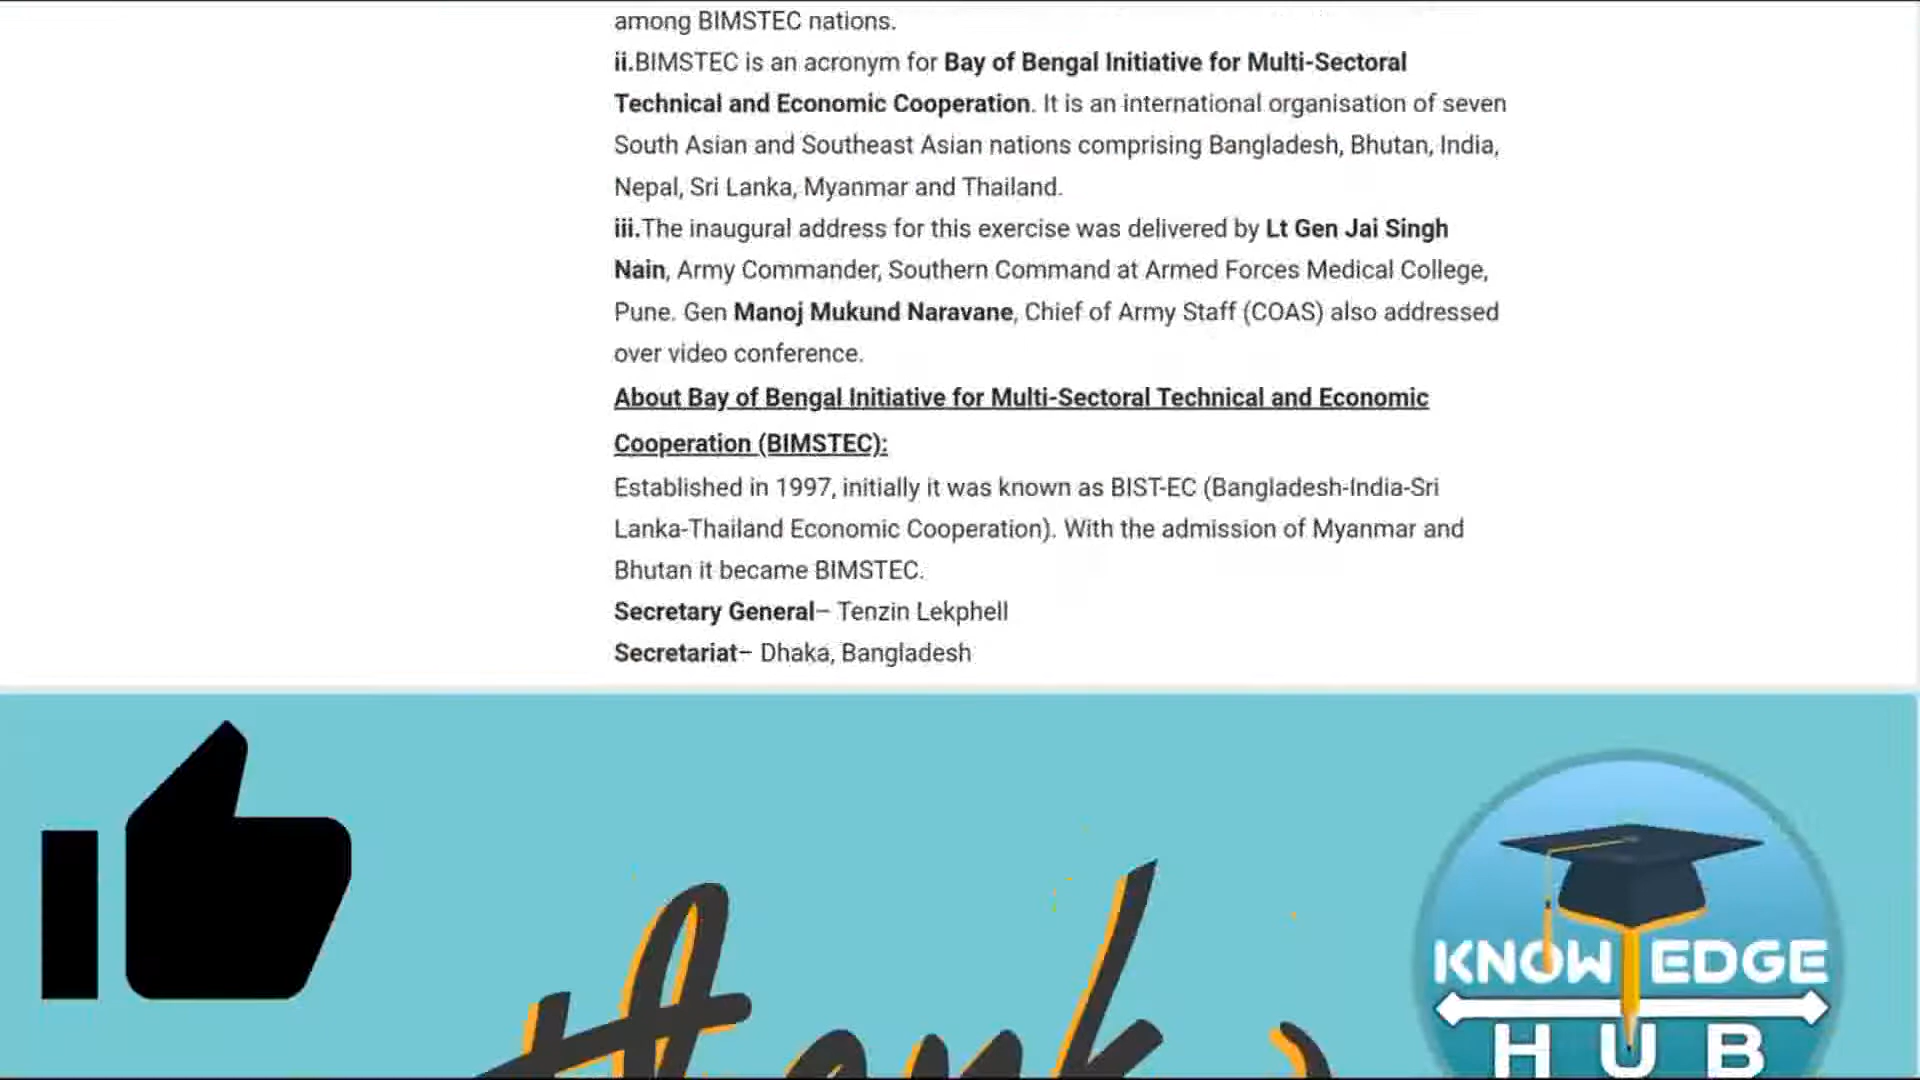 among BIMSTEC nations.
ii.BIMSTEC is an acronym for Bay of Bengal Initiative for Multi-Sectoral
Technical and Economic Cooperation. It is an international organisation of seven
South Asian and Southeast Asian nations comprising Bangladesh, Bhutan, India,
Nepal, Sri Lanka, Myanmar and Thailand.
iii.The inaugural address for this exercise was delivered by Lt Gen Jai Singh
Nain, Army Commander, Southern Command at Armed Forces Medical College,
Pune. Gen Manoj Mukund Naravane, Chief of Army Staff (COAS) also addressed
over video conference.
About Bay of Bengal Initiative for Multi-Sectoral Technical and Economic
Cooperation (BIMSTEC):
Established in 1997, initially it was known as BIST-EC (Bangladesh-India-Sri
Lanka-Thailand Economic Cooperation). With the admission of Myanmar and
Bhutan it became BIMSTEC.
Secretary General– Tenzin Lekphell
Secretariat– Dhaka, Bangladesh
thank
KNOWLEDGE
HUB